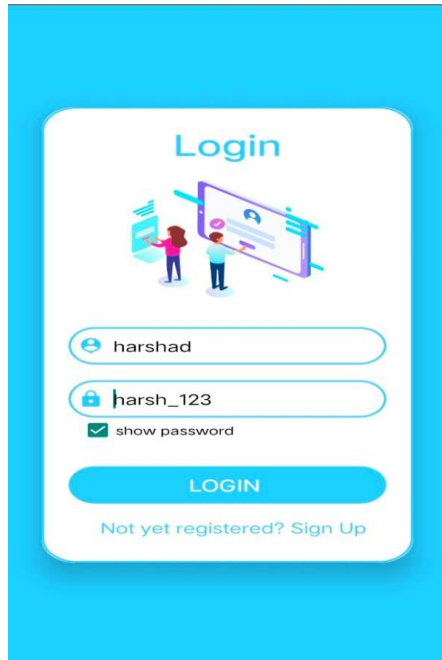 Login
harshad
harsh_123
show password
LOGIN
Not yet registered? Sign Up